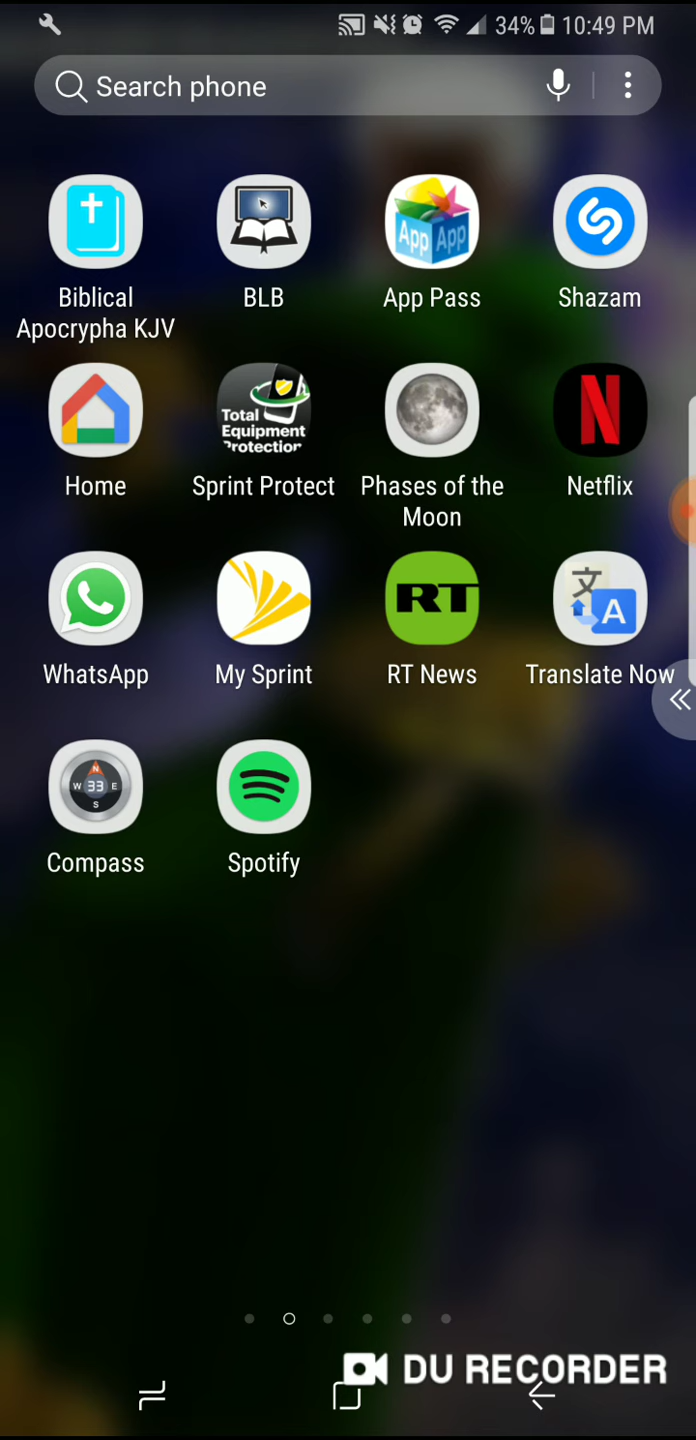 34% 10:49 PM
Search phone
App App
Biblical
Apocrypha KJV
BLB
App Pass
Shazam
Total
Equipment
Protection
N
Home
Sprint Protect
Phases of the
Moon
Netflix
RT
文
A
WhatsApp
My Sprint
RT News
Translate Now
N
W 33 E
S
Compass
Spotify
DU RECORDER